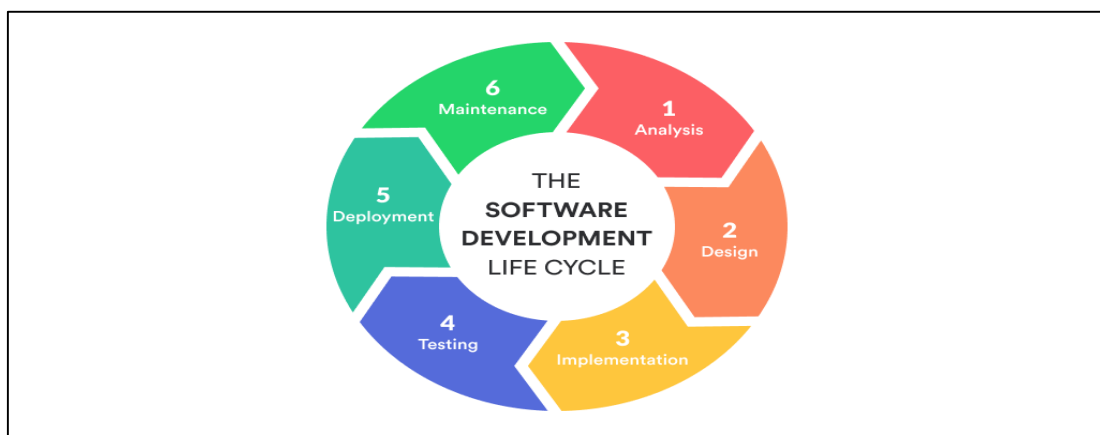 THE
SOFTWARE
DEVELOPMENT
LIFE CYCLE
1
Analysis
2
Design
3
Implementation
4
Testing
5
Deployment
6
Maintenance